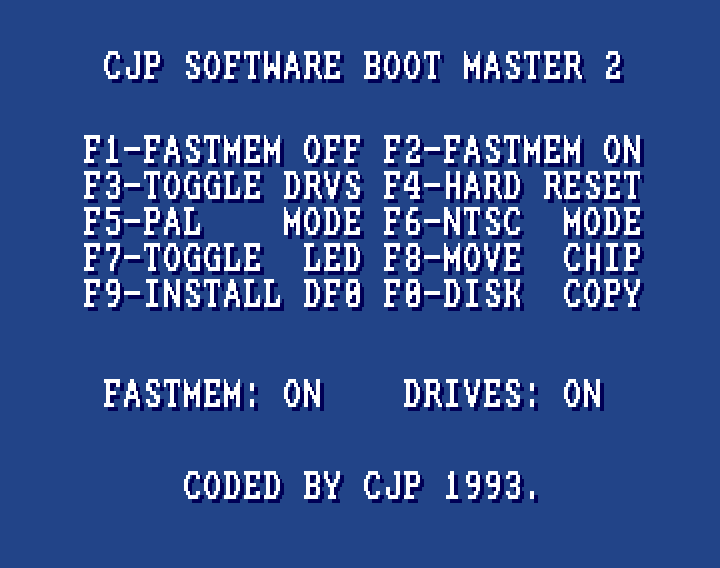 CJP SOFTWARE BOOT MASTER 2
F1-FASTMEM OFF F2-FASTMEM ON
F3-TOGGLE DRVS F4-HARD RESET
F5-PAL    MODE F6-NTSC  MODE
F7-TOGGLE  LED F8-MOVE  CHIP
F9-INSTALL DF0 F0-DISK  COPY
FASTMEM: ON    DRIVES: ON
CODED BY CJP 1993.